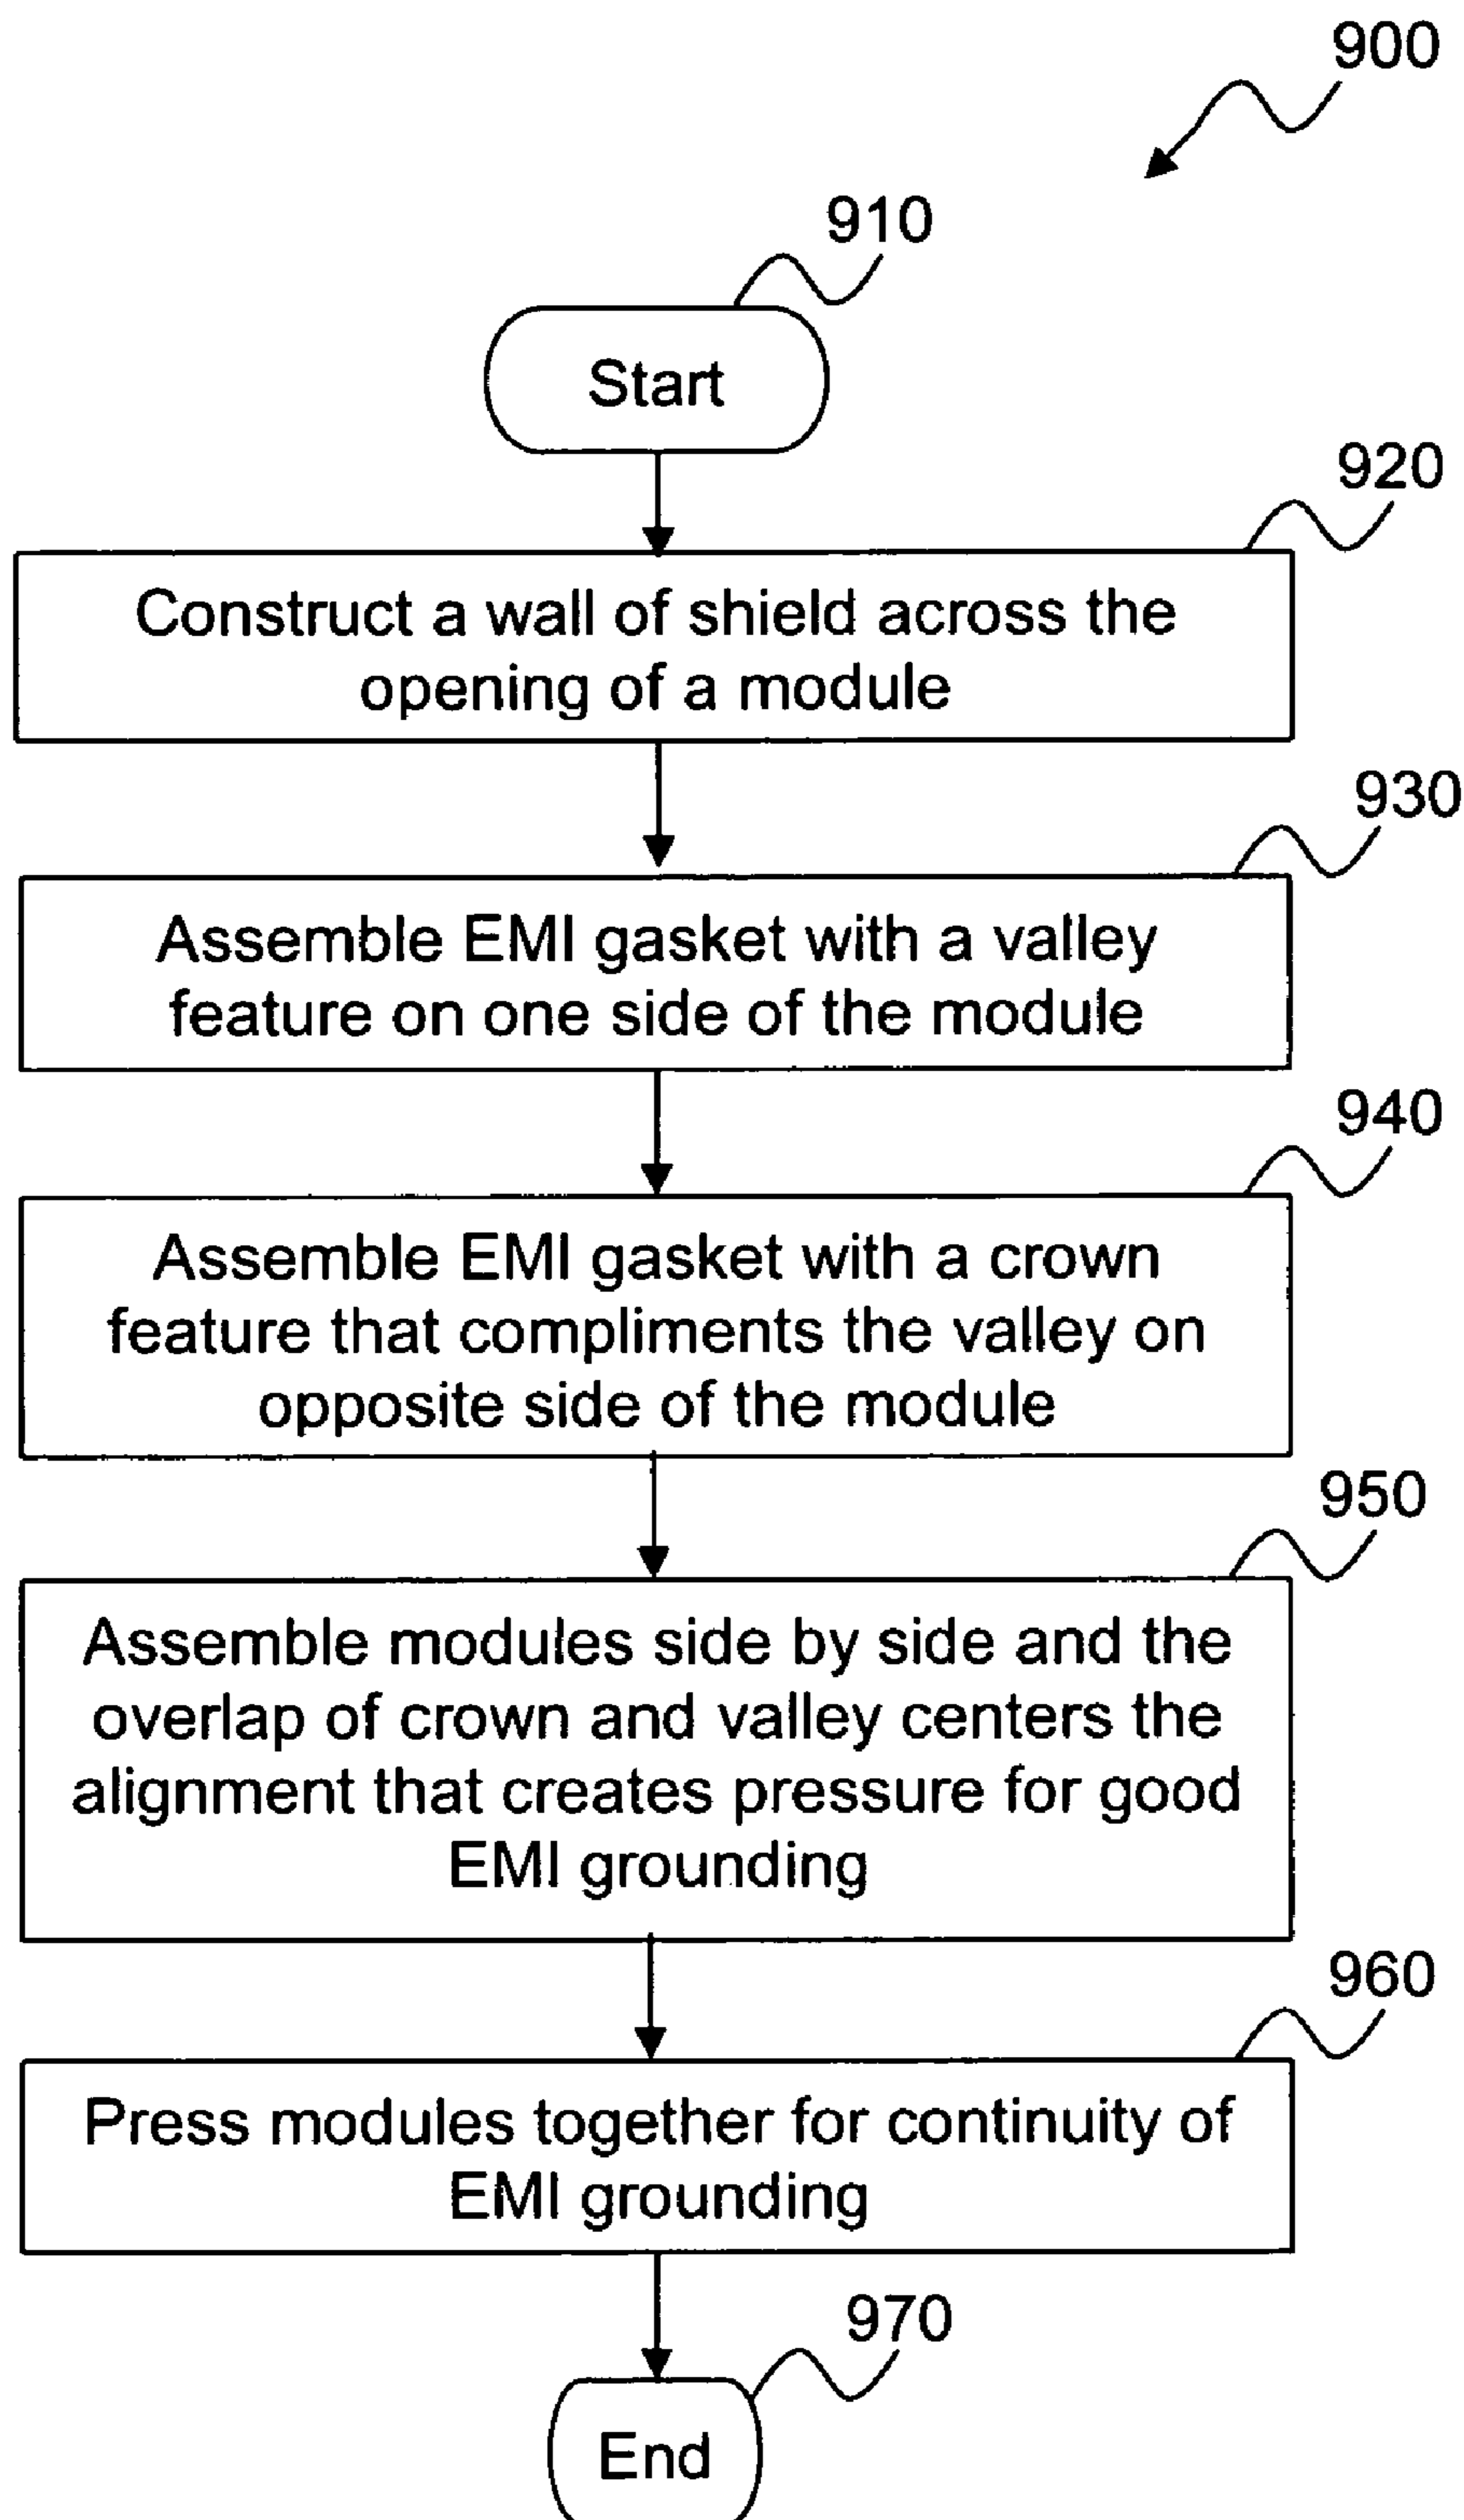 900
910
Start
920
Construct a wall of shield across the
opening of a module
930
Assemble EMI gasket with a valley
feature on one side of the module
940
Assemble EMI gasket with a crown
feature that compliments the valley on
opposite side of the module
950
Assemble modules side by side and the
overlap of crown and valley centers the
alignment that creates pressure for good
EMI grounding
960
Press modules together for continuity of
EMI grounding
970
End